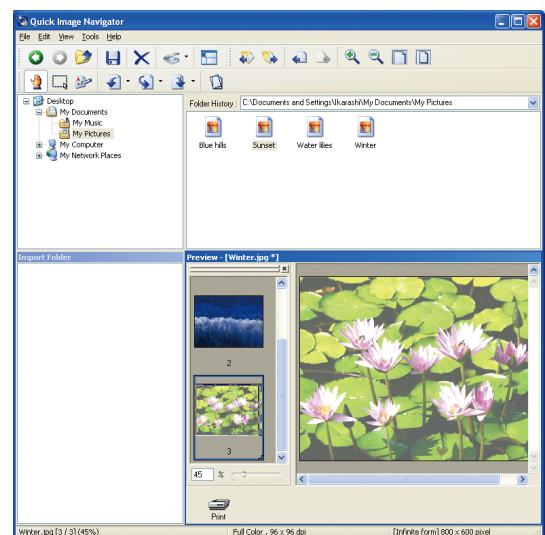 Quick Image Navigator
File Edit View Tools Help
Desktop
My Documents
My Music
My Pictures
My Computer
My Network Places
Folder History : C:\Documents and Settings\Ikarashi\My Documents\My Pictures
Blue hills Sunset Water lilies Winter
Import Folder
Preview - [Winter.jpg *]
2
3
45 %
Print
Winter.jpg [3 / 3] (45%) Full Color , 96 x 96 dpi [Infinite form] 800 x 600 pixel